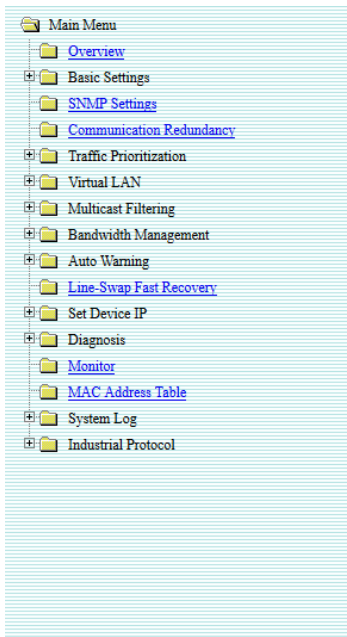 Main Menu
Overview
Basic Settings
SNMP Settings
Communication Redundancy
Traffic Prioritization
Virtual LAN
Multicast Filtering
Bandwidth Management
Auto Warning
Line-Swap Fast Recovery
Set Device IP
Diagnosis
Monitor
MAC Address Table
System Log
Industrial Protocol